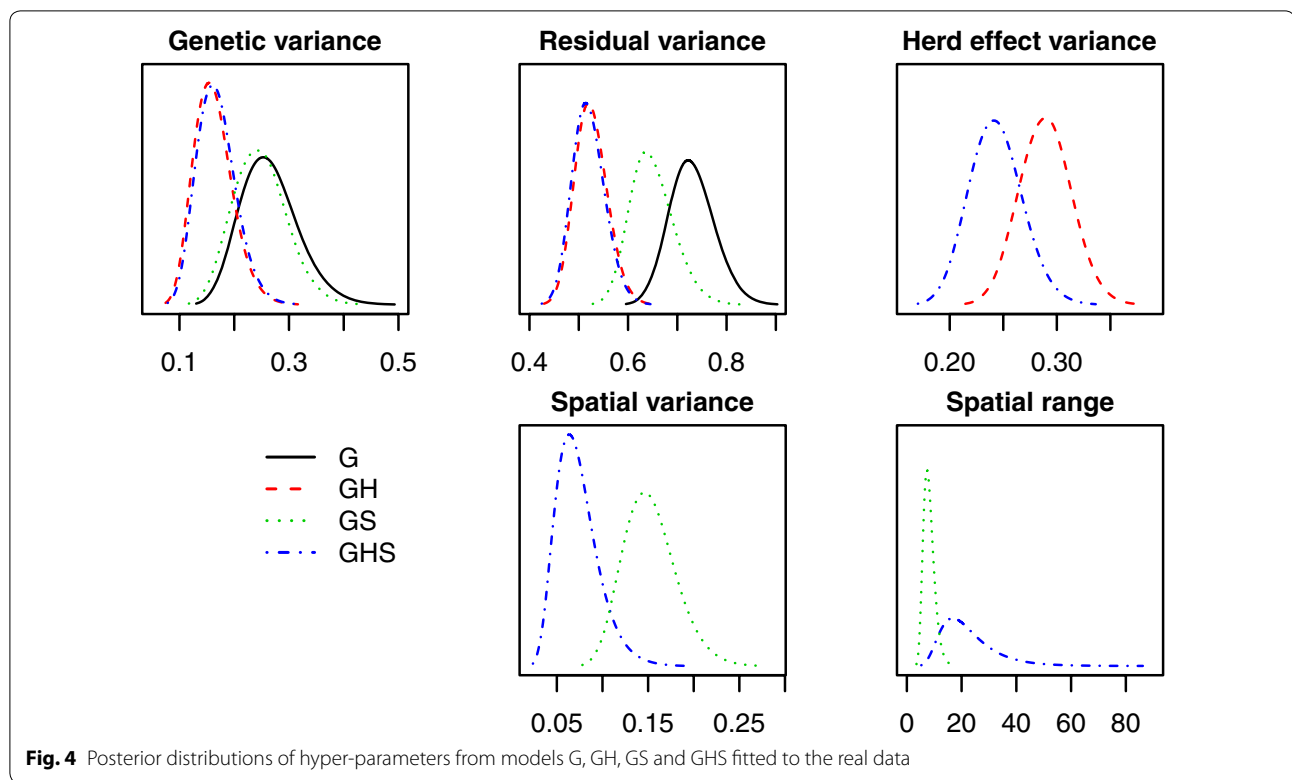 Genetic variance
Residual variance
Herd effect variance
0.1 0.3 0.5
0.4 0.6 0.8
0.20 0.30
Spatial variance
Spatial range
G
GH
GS
GHS
0.05 0.15 0.25
0 20 40 60 80
Fig. 4 Posterior distributions of hyper-parameters from models G, GH, GS and GHS fitted to the real data